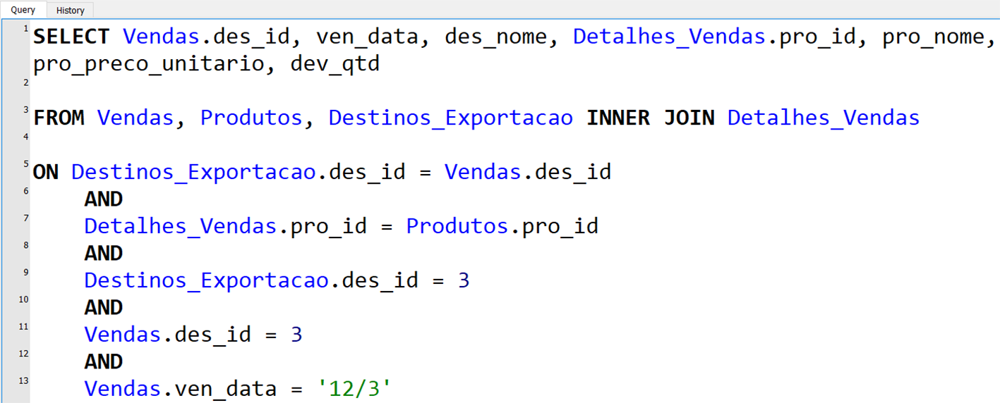 Query History
1 SELECT Vendas.des_id, ven_data, des_nome, Detalhes_Vendas.pro_id, pro_nome,
pro_preco_unitario, dev_qtd
2
3 FROM Vendas, Produtos, Destinos_Exportacao INNER JOIN Detalhes_Vendas
4
5 ON Destinos_Exportacao.des_id = Vendas.des_id
6 AND
7 Detalhes_Vendas.pro_id = Produtos.pro_id
8 AND
9 Destinos_Exportacao.des_id = 3
10 AND
11 Vendas.des_id = 3
12 AND
13 Vendas.ven_data = '12/3'